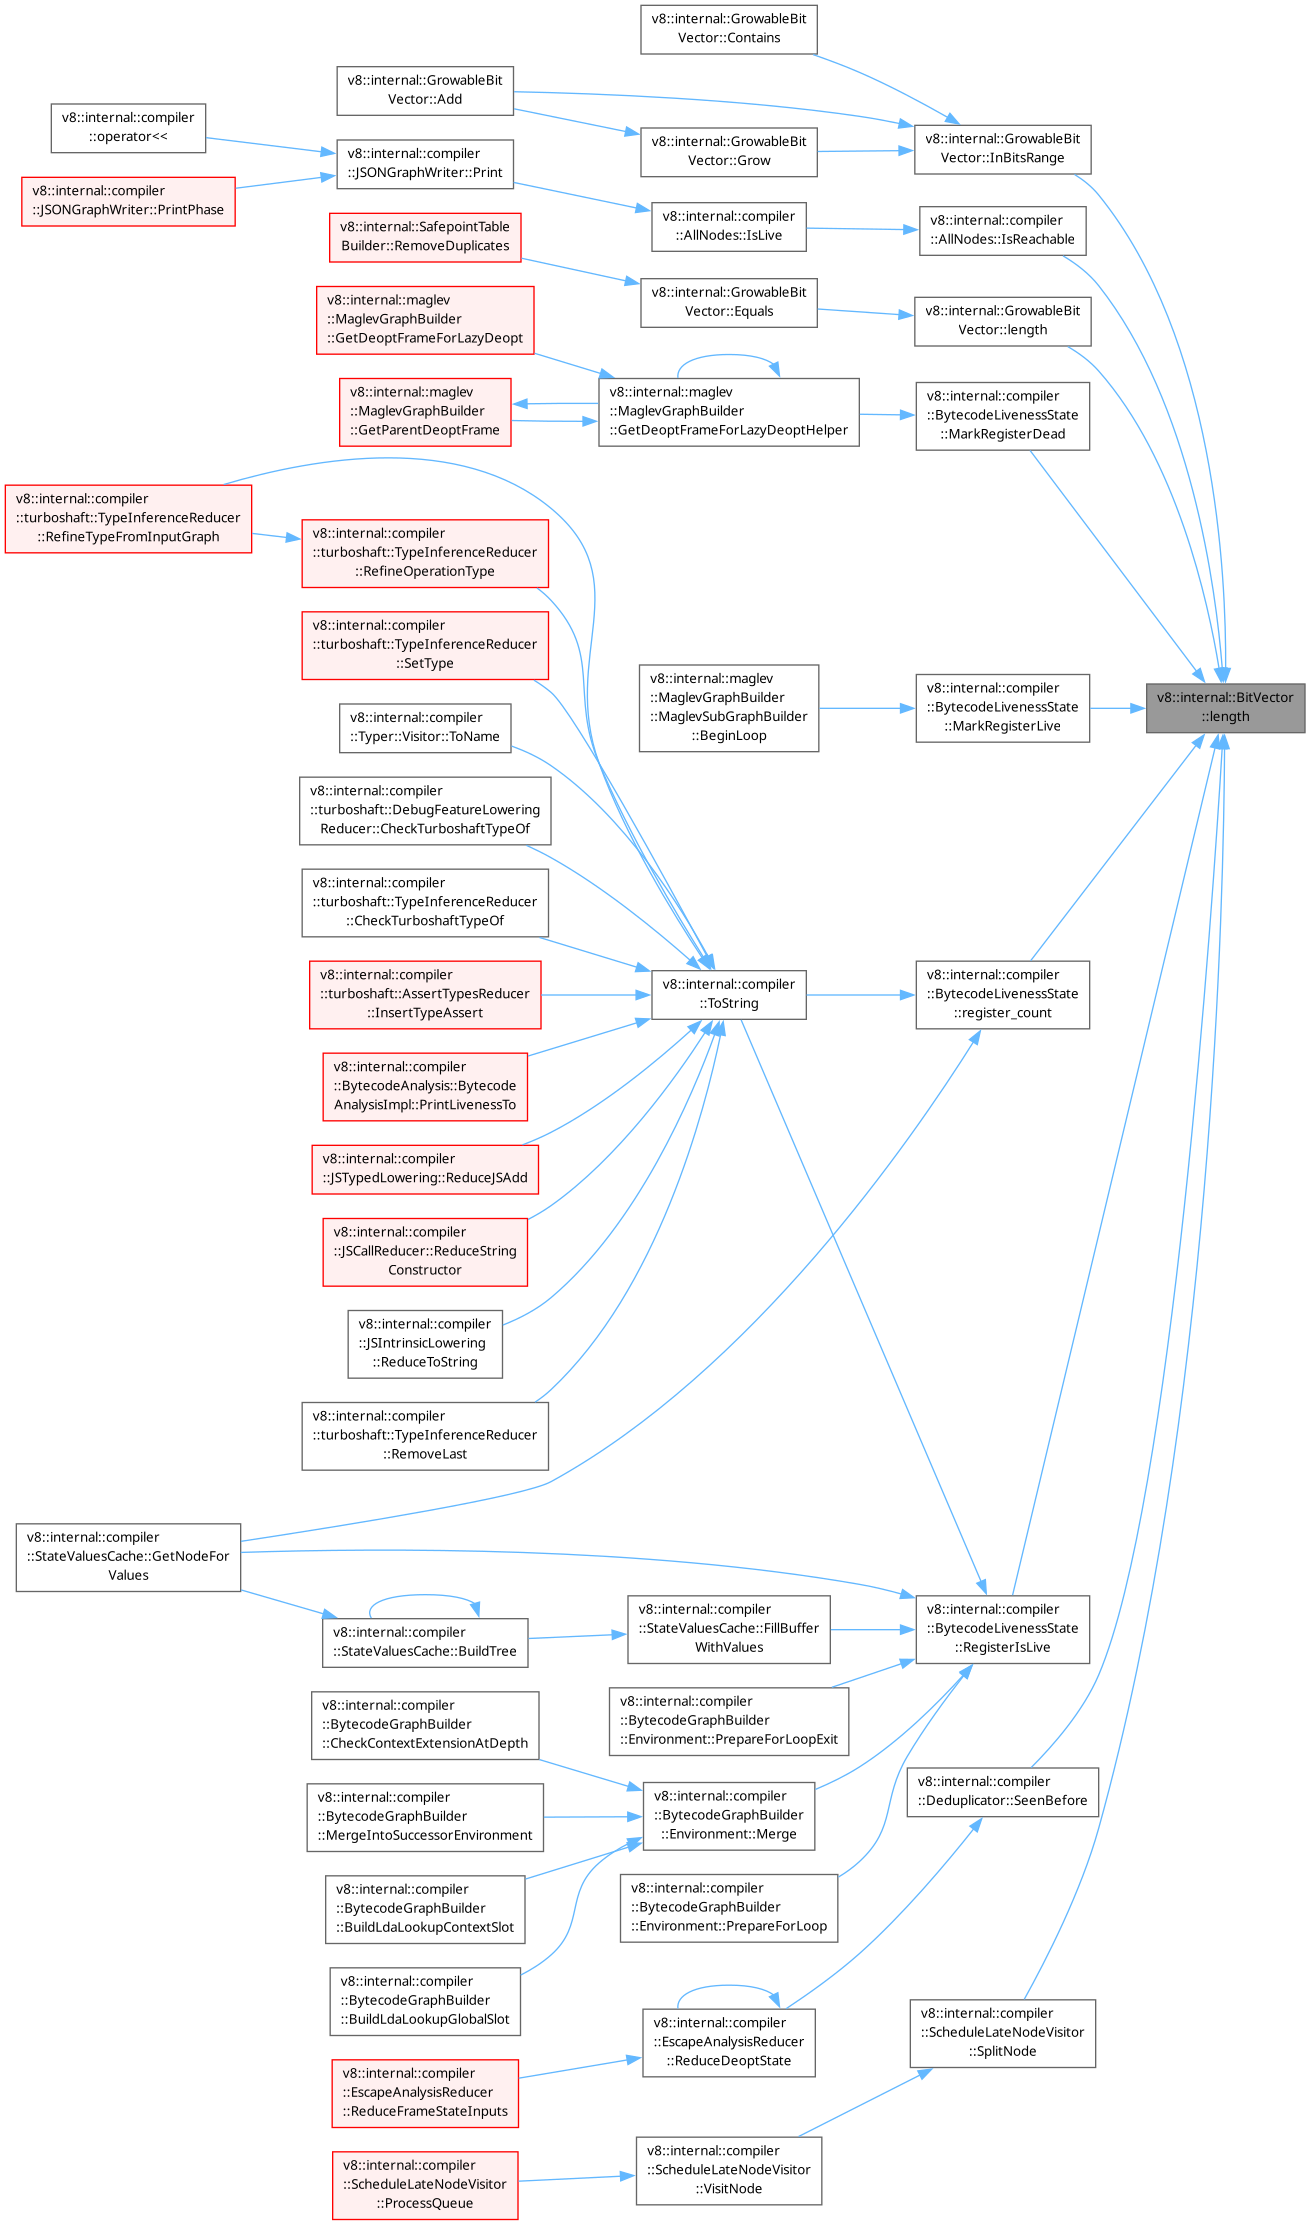 v8::internal::GrowableBit
Vector::Contains
v8::internal::GrowableBit
Vector::Add
v8::internal::compiler
::operator<<
v8::internal::GrowableBit
Vector::Grow
v8::internal::GrowableBit
Vector::InBitsRange
v8::internal::compiler
::JSONGraphWriter::Print
v8::internal::compiler
::JSONGraphWriter::PrintPhase
v8::internal::compiler
::AllNodes::IsLive
v8::internal::compiler
::AllNodes::IsReachable
v8::internal::SafepointTable
Builder::RemoveDuplicates
v8::internal::GrowableBit
Vector::Equals
v8::internal::GrowableBit
Vector::length
v8::internal::maglev
::MaglevGraphBuilder
::GetDeoptFrameForLazyDeopt
v8::internal::maglev
::MaglevGraphBuilder
::GetParentDeoptFrame
v8::internal::maglev
::MaglevGraphBuilder
::GetDeoptFrameForLazyDeoptHelper
v8::internal::compiler
::BytecodeLivenessState
::MarkRegisterDead
v8::internal::compiler
::turboshaft::TypeInferenceReducer
::RefineTypeFromInputGraph
v8::internal::compiler
::turboshaft::TypeInferenceReducer
::RefineOperationType
v8::internal::compiler
::turboshaft::TypeInferenceReducer
::SetType
v8::internal::maglev
::MaglevGraphBuilder
::MaglevSubGraphBuilder
::BeginLoop
v8::internal::compiler
::BytecodeLivenessState
::MarkRegisterLive
v8::internal::BitVector
::length
v8::internal::compiler
::Typer::Visitor::ToName
v8::internal::compiler
::turboshaft::DebugFeatureLowering
Reducer::CheckTurboshaftTypeOf
v8::internal::compiler
::turboshaft::TypeInferenceReducer
::CheckTurboshaftTypeOf
v8::internal::compiler
::turboshaft::AssertTypesReducer
::InsertTypeAssert
v8::internal::compiler
::ToString
v8::internal::compiler
::BytecodeLivenessState
::register_count
v8::internal::compiler
::BytecodeAnalysis::Bytecode
AnalysisImpl::PrintLivenessTo
v8::internal::compiler
::JSTypedLowering::ReduceJSAdd
v8::internal::compiler
::JSCallReducer::ReduceString
Constructor
v8::internal::compiler
::JSIntrinsicLowering
::ReduceToString
v8::internal::compiler
::turboshaft::TypeInferenceReducer
::RemoveLast
v8::internal::compiler
::StateValuesCache::GetNodeFor
Values
v8::internal::compiler
::StateValuesCache::BuildTree
v8::internal::compiler
::StateValuesCache::FillBuffer
WithValues
v8::internal::compiler
::BytecodeLivenessState
::RegisterIsLive
v8::internal::compiler
::BytecodeGraphBuilder
::Environment::PrepareForLoopExit
v8::internal::compiler
::BytecodeGraphBuilder
::CheckContextExtensionAtDepth
v8::internal::compiler
::BytecodeGraphBuilder
::MergeIntoSuccessorEnvironment
v8::internal::compiler
::BytecodeGraphBuilder
::Environment::Merge
v8::internal::compiler
::Deduplicator::SeenBefore
v8::internal::compiler
::BytecodeGraphBuilder
::BuildLdaLookupContextSlot
v8::internal::compiler
::BytecodeGraphBuilder
::Environment::PrepareForLoop
v8::internal::compiler
::BytecodeGraphBuilder
::BuildLdaLookupGlobalSlot
v8::internal::compiler
::EscapeAnalysisReducer
::ReduceDeoptState
v8::internal::compiler
::ScheduleLateNodeVisitor
::SplitNode
v8::internal::compiler
::EscapeAnalysisReducer
::ReduceFrameStateInputs
v8::internal::compiler
::ScheduleLateNodeVisitor
::VisitNode
v8::internal::compiler
::ScheduleLateNodeVisitor
::ProcessQueue